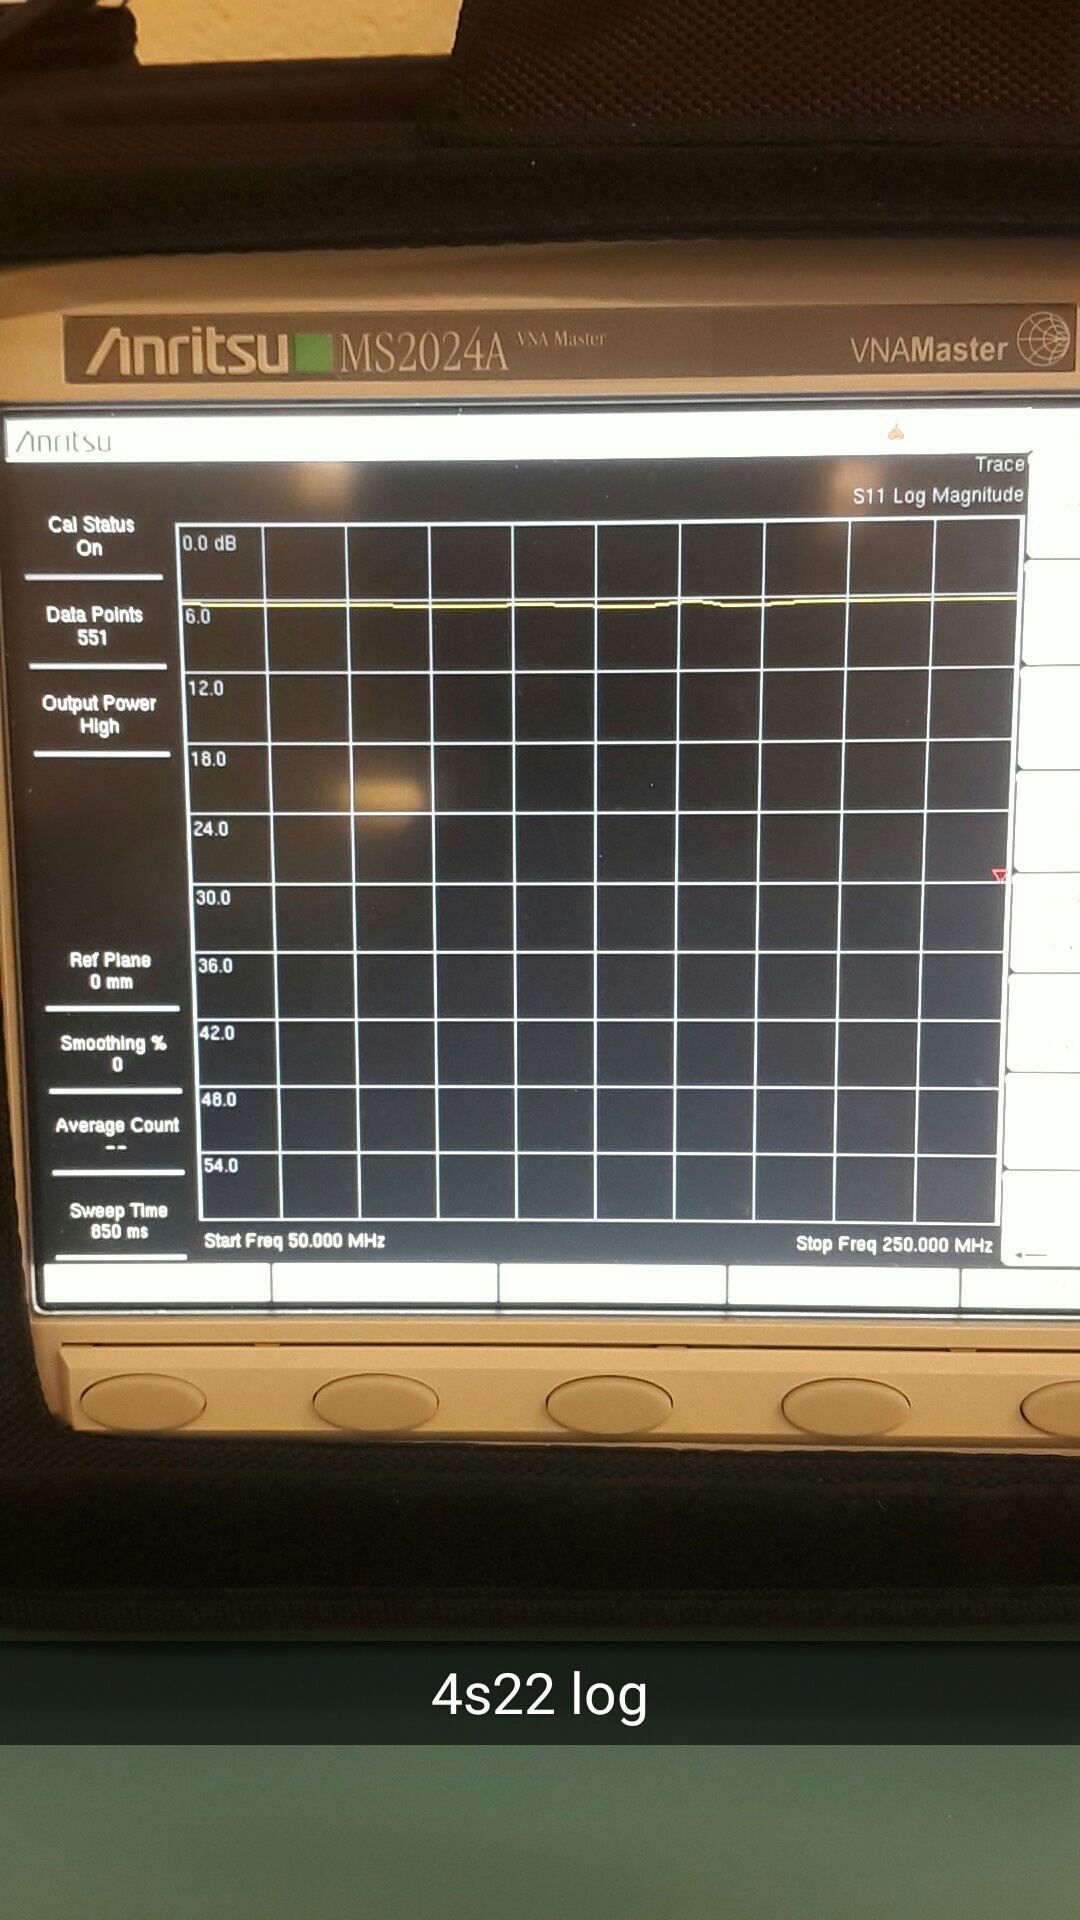 Anritsu MS2024A VNA Master VNAMaster
Anritsu
Trace
S11 Log Magnitude
Cal Status
On
Data Points
551
Output Power
High
Ref Plane
0 mm
Smoothing %
0
Average Count
--
Sweep Time
850 ms
0.0 dB
6.0
12.0
18.0
24.0
30.0
36.0
42.0
48.0
54.0
Start Freq 50.000 MHz
Stop Freq 250.000 MHz
4s22 log